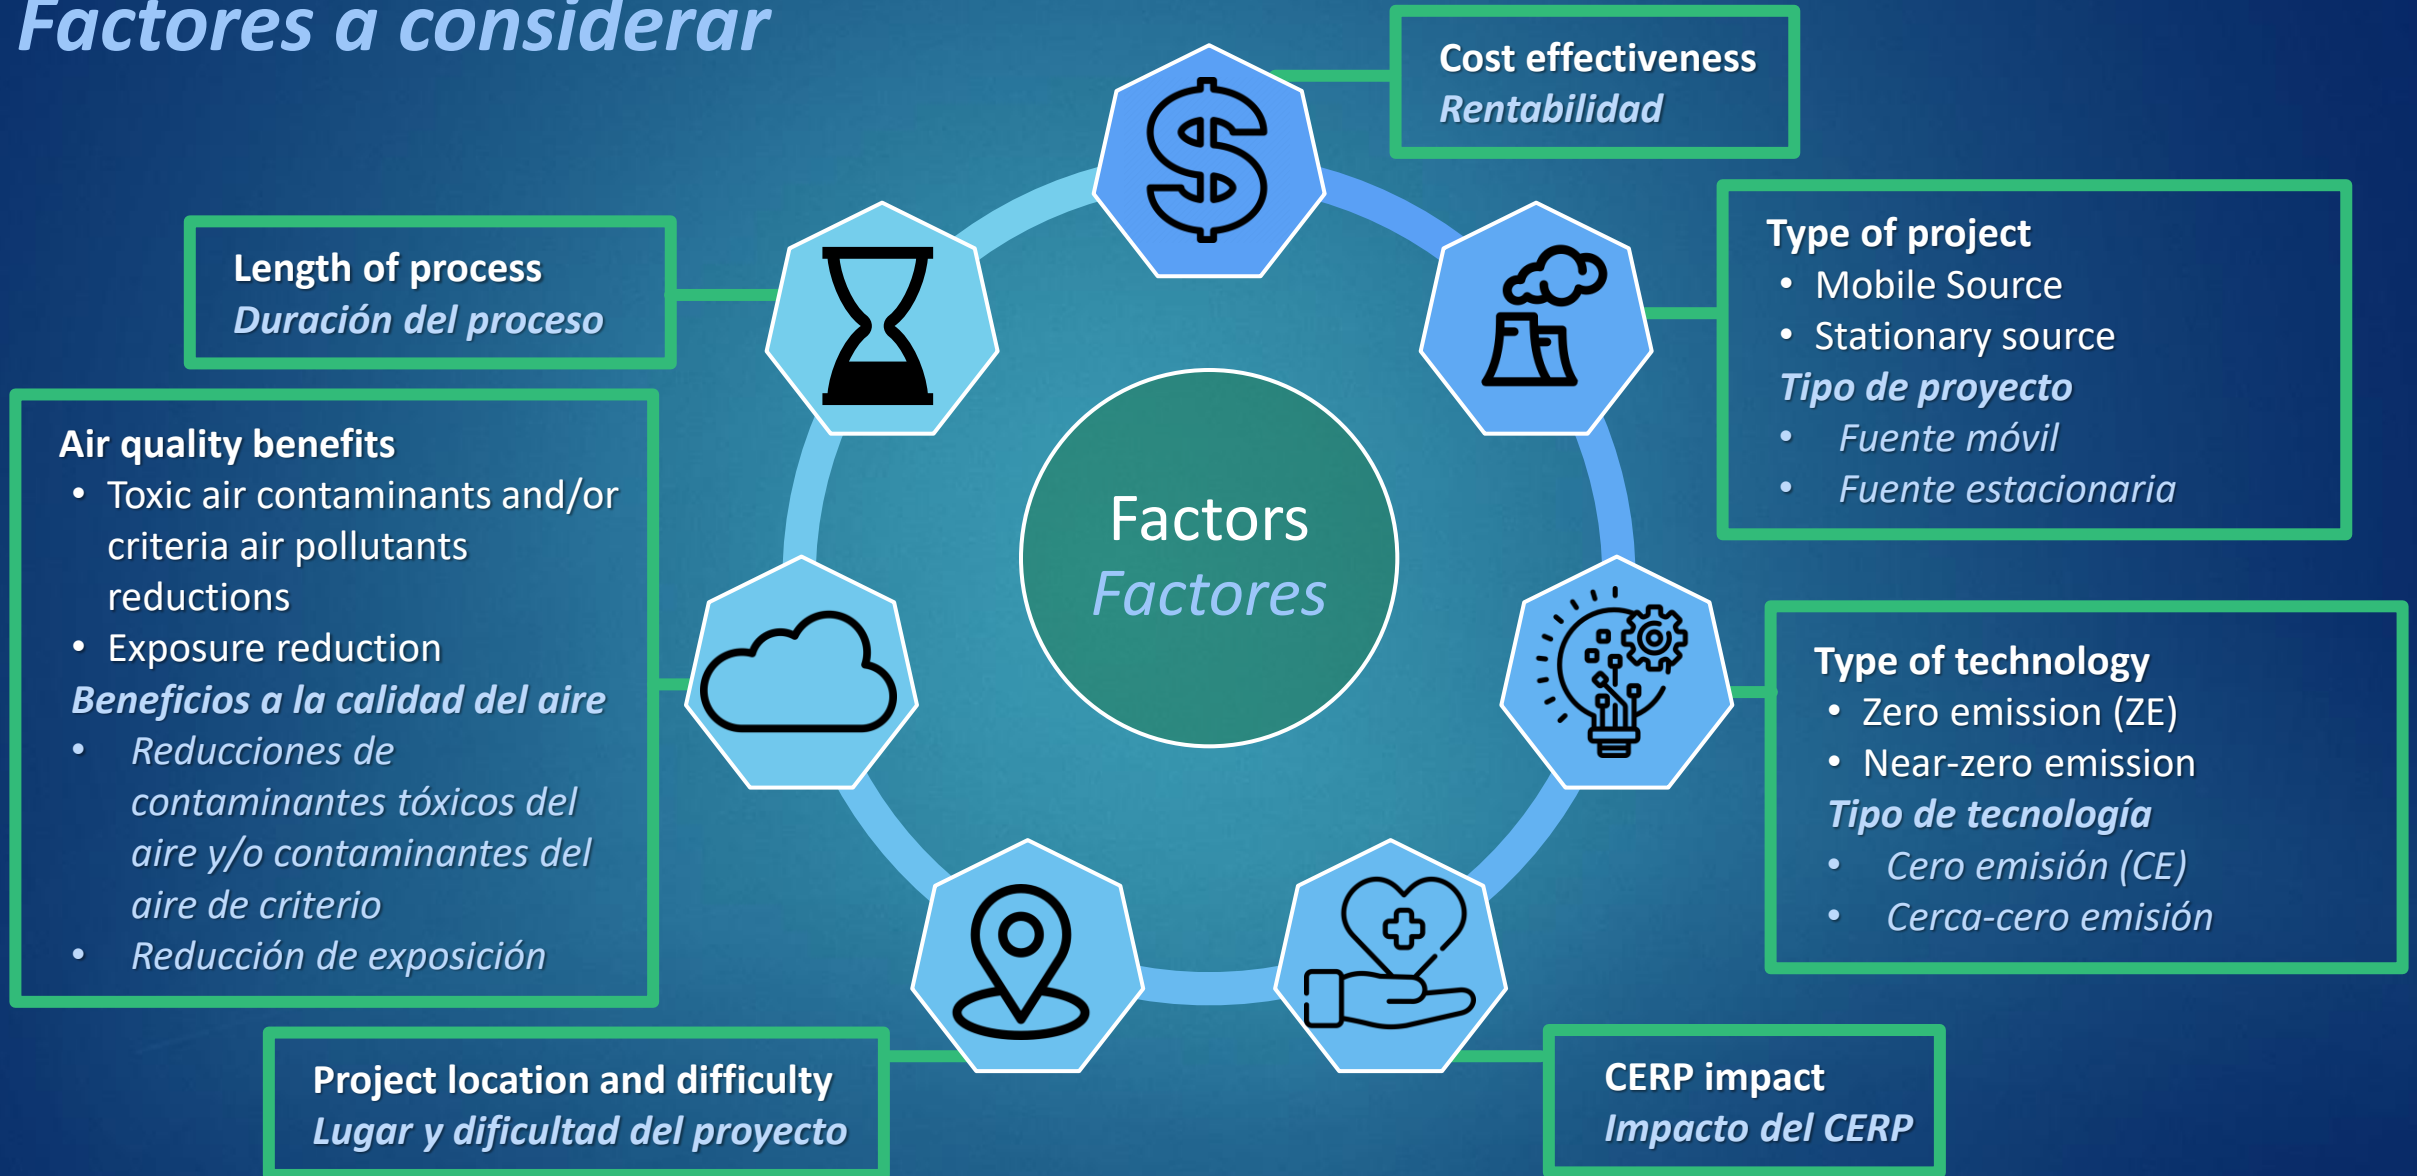 Factores a considerar
Cost effectiveness
Rentabilidad
Type of project
• Mobile Source
• Stationary source
Tipo de proyecto
• Fuente móvil
• Fuente estacionaria
Type of technology
• Zero emission (ZE)
• Near-zero emission
Tipo de tecnología
• Cero emisión (CE)
• Cerca-cero emisión
CERP impact
Impacto del CERP
Project location and difficulty
Lugar y dificultad del proyecto
Air quality benefits
• Toxic air contaminants and/or
criteria air pollutants
reductions
• Exposure reduction
Beneficios a la calidad del aire
• Reducciones de
contaminantes tóxicos del
aire y/o contaminantes del
aire de criterio
• Reducción de exposición
Length of process
Duración del proceso
Factors
Factores